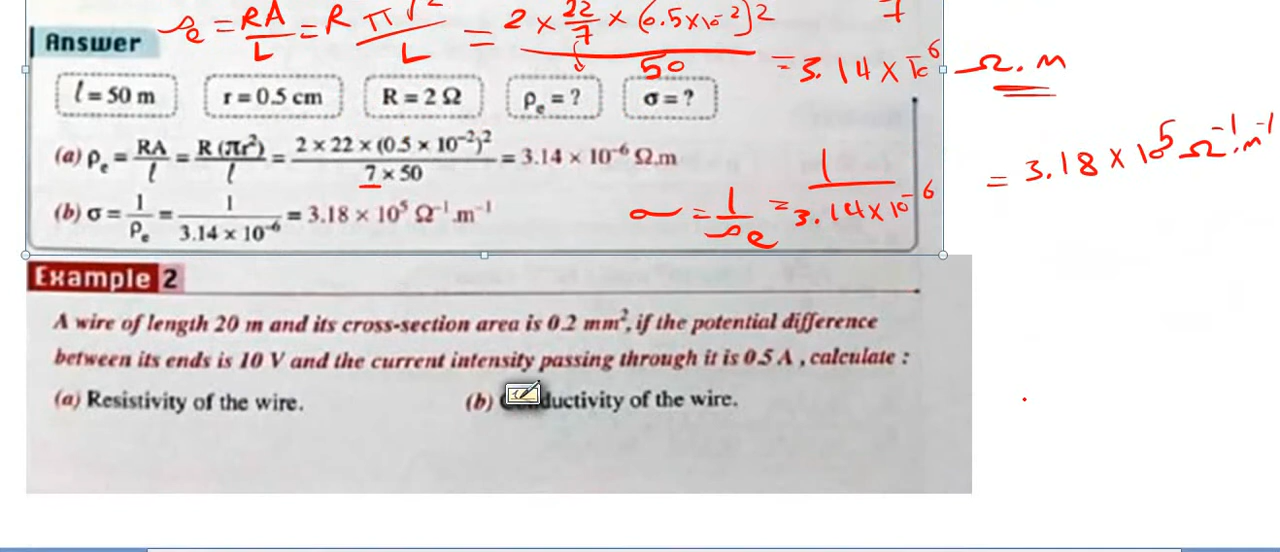 ρe = RA/L = R πr²/L = 2 × 22/7 × (0.5×10⁻²)²/50 = 3.14 × 10⁻⁶ Ω.m
7
Answer
l = 50 m r = 0.5 cm R = 2 Ω ρe = ? σ = ?
(a) ρe = RA/l = R (πr²)/l = 2 × 22 × (0.5 × 10⁻²)²/7 × 50 = 3.14 × 10⁻⁶ Ω.m
(b) σ = 1/ρe = 1/3.14 × 10⁻⁶ = 3.18 × 10⁵ Ω⁻¹.m⁻¹
σ = 1/ρe = 1/3.14×10⁻⁶ = 3.18 × 10⁵ Ω⁻¹.m⁻¹
Example 2
A wire of length 20 m and its cross-section area is 0.2 mm², if the potential difference
between its ends is 10 V and the current intensity passing through it is 0.5 A , calculate :
(a) Resistivity of the wire. (b) Conductivity of the wire.